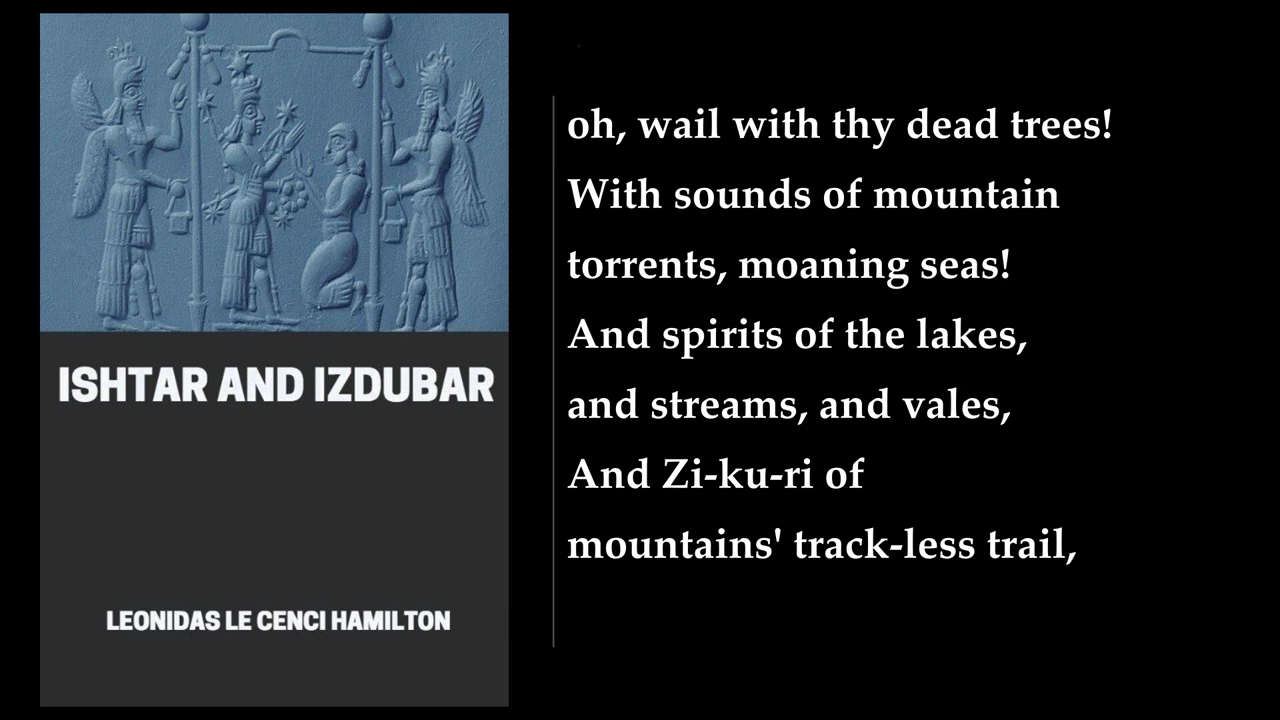 ISHTAR AND IZDUBAR
LEONIDAS LE CENCI HAMILTON
oh, wail with thy dead trees!
With sounds of mountain
torrents, moaning seas!
And spirits of the lakes,
and streams, and vales,
And Zi-ku-ri of
mountains' track-less trail,